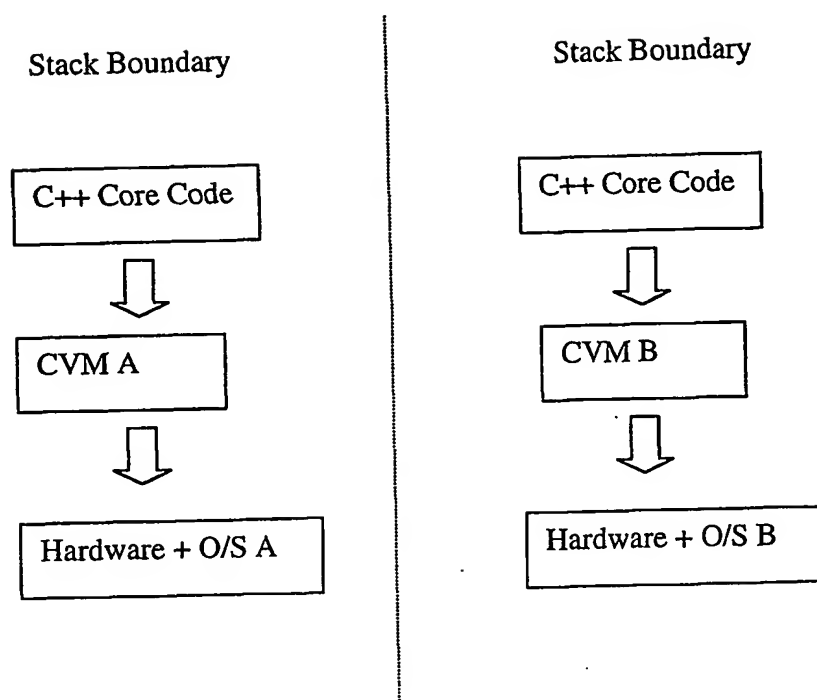 Stack Boundary
C++ Core Code
CVM A
Hardware + O/S A
Stack Boundary
C++ Core Code
CVM B
Hardware + O/S B